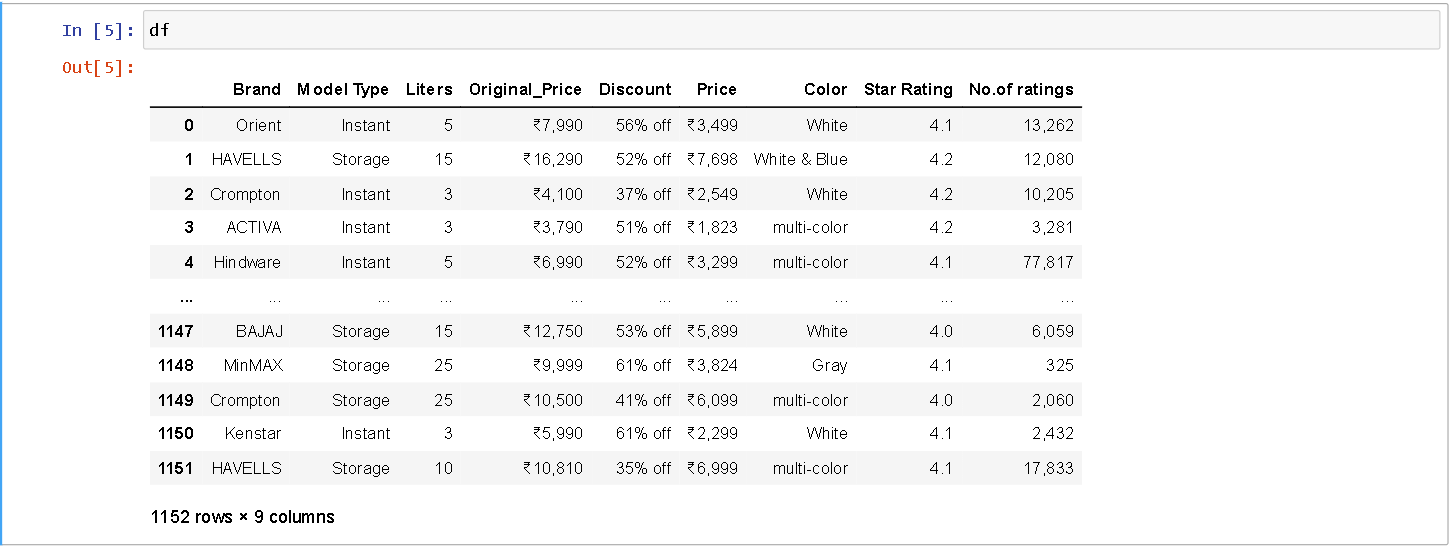 In [5]: df
Out[5]:
Brand Model Type Liters Original_Price Discount Price Color Star Rating No.of ratings
0 Orient Instant 5 ₹7,990 56% off ₹3,499 White 4.1 13,262
1 HAVELLS Storage 15 ₹16,290 52% off ₹7,698 White & Blue 4.2 12,080
2 Crompton Instant 3 ₹4,100 37% off ₹2,549 White 4.2 10,205
3 ACTIVA Instant 3 ₹3,790 51% off ₹1,823 multi-color 4.2 3,281
4 Hindware Instant 5 ₹6,990 52% off ₹3,299 multi-color 4.1 77,817
... ... ... ... ... ... ... ... ... ...
1147 BAJAJ Storage 15 ₹12,750 53% off ₹5,899 White 4.0 6,059
1148 MinMAX Storage 25 ₹9,999 61% off ₹3,824 Gray 4.1 325
1149 Crompton Storage 25 ₹10,500 41% off ₹6,099 multi-color 4.0 2,060
1150 Kenstar Instant 3 ₹5,990 61% off ₹2,299 White 4.1 2,432
1151 HAVELLS Storage 10 ₹10,810 35% off ₹6,999 multi-color 4.1 17,833
1152 rows × 9 columns